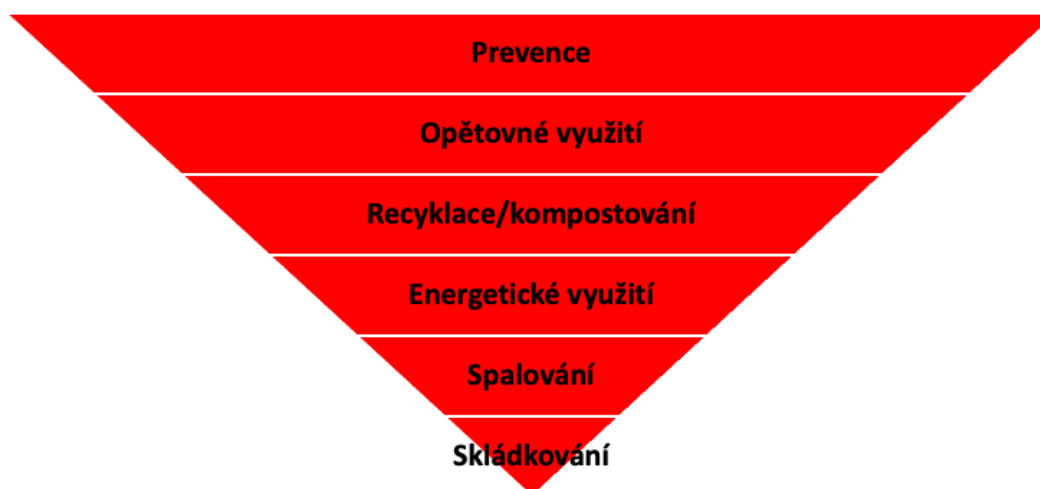 Prevence
Opětovné využití
Recyklace/kompostování
Energetické využití
Spalování
Skládkování